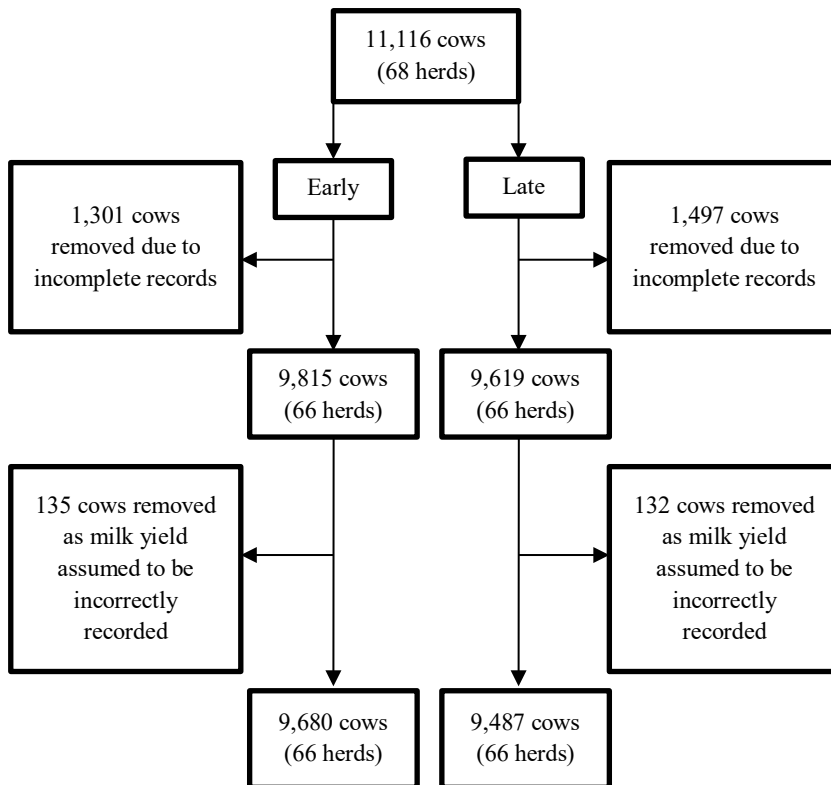 11,116 cows
(68 herds)
Early
Late
1,301 cows
removed due to
incomplete records
1,497 cows
removed due to
incomplete records
9,815 cows
(66 herds)
9,619 cows
(66 herds)
135 cows removed
as milk yield
assumed to be
incorrectly
recorded
132 cows removed
as milk yield
assumed to be
incorrectly
recorded
9,680 cows
(66 herds)
9,487 cows
(66 herds)